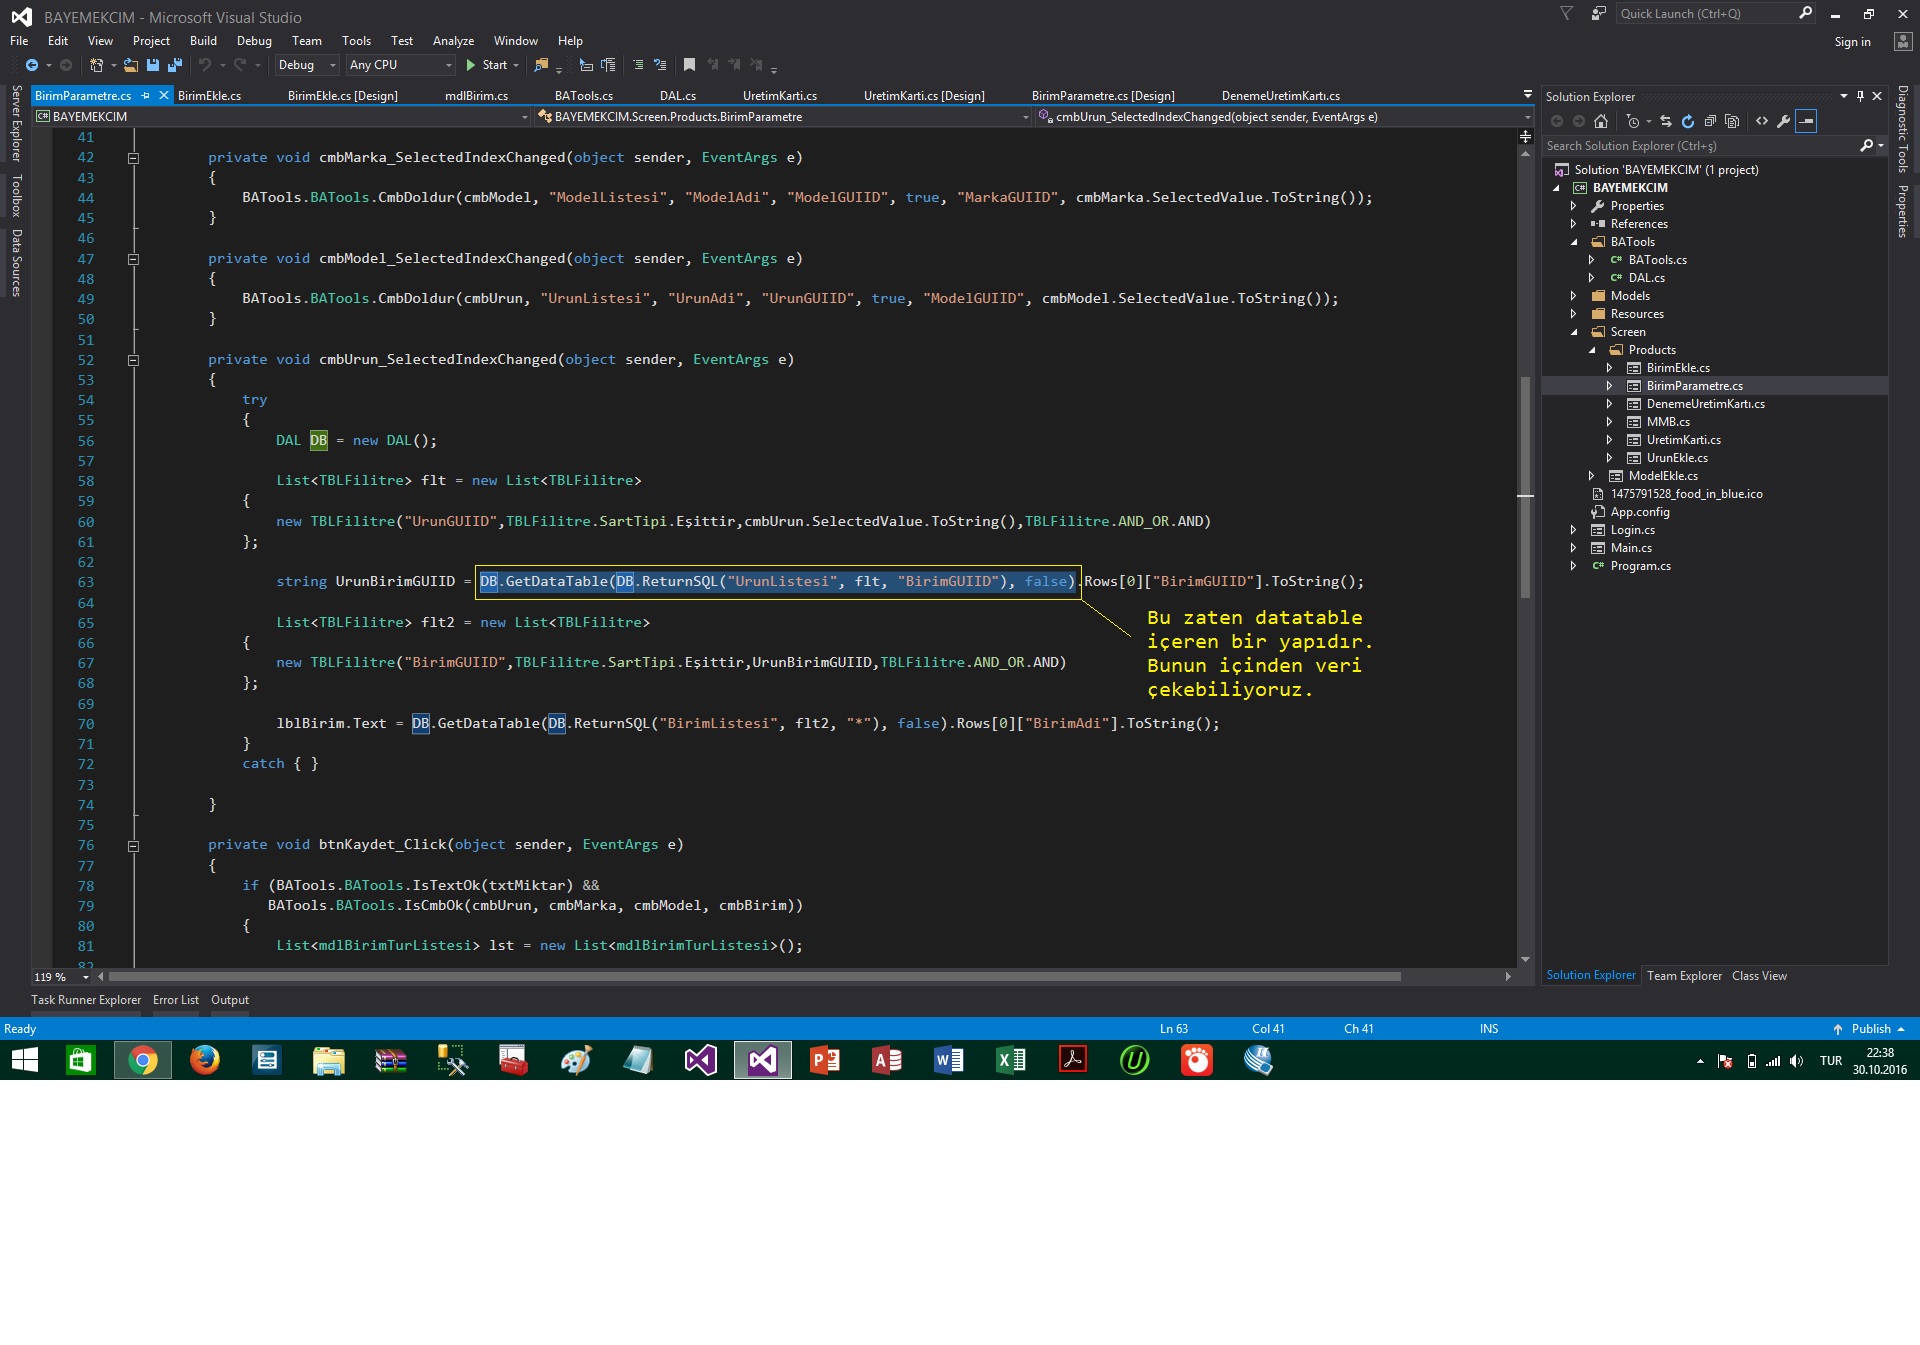 BAYEMEKCIM - Microsoft Visual Studio
Quick Launch (Ctrl+Q)
File Edit View Project Build Debug Team Tools Test Analyze Window Help
Sign in
Debug Any CPU Start
BirimParametre.cs BirimEkle.cs BirimEkle.cs [Design] mdlBirim.cs BATools.cs DAL.cs UretimKarti.cs UretimKarti.cs [Design] BirimParametre.cs [Design] DenemeUretimKartı.cs
BAYEMEKCIM BAYEMEKCIM.Screen.Products.BirimParametre cmbUrun_SelectedIndexChanged(object sender, EventArgs e)
Server Explorer
Toolbox
Data Sources
41
42 private void cmbMarka_SelectedIndexChanged(object sender, EventArgs e)
43 {
44 BATools.BATools.CmbDoldur(cmbModel, "ModelListesi", "ModelAdi", "ModelGUIID", true, "MarkaGUIID", cmbMarka.SelectedValue.ToString());
45 }
46
47 private void cmbModel_SelectedIndexChanged(object sender, EventArgs e)
48 {
49 BATools.BATools.CmbDoldur(cmbUrun, "UrunListesi", "UrunAdi", "UrunGUIID", true, "ModelGUIID", cmbModel.SelectedValue.ToString());
50 }
51
52 private void cmbUrun_SelectedIndexChanged(object sender, EventArgs e)
53 {
54 try
55 {
56 DAL DB = new DAL();
57
58 List<TBLFilitre> flt = new List<TBLFilitre>
59 {
60 new TBLFilitre("UrunGUIID",TBLFilitre.SartTipi.Eşittir,cmbUrun.SelectedValue.ToString(),TBLFilitre.AND_OR.AND)
61 };
62
63 string UrunBirimGUIID = DB.GetDataTable(DB.ReturnSQL("UrunListesi", flt, "BirimGUIID"), false).Rows[0]["BirimGUIID"].ToString();
64
65 List<TBLFilitre> flt2 = new List<TBLFilitre>
66 {
67 new TBLFilitre("BirimGUIID",TBLFilitre.SartTipi.Eşittir,UrunBirimGUIID,TBLFilitre.AND_OR.AND)
68 };
69
70 lblBirim.Text = DB.GetDataTable(DB.ReturnSQL("BirimListesi", flt2, "*"), false).Rows[0]["BirimAdi"].ToString();
71 }
72 catch { }
73
74 }
75
76 private void btnKaydet_Click(object sender, EventArgs e)
77 {
78 if (BATools.BATools.IsTextOk(txtMiktar) &&
79 BATools.BATools.IsCmbOk(cmbUrun, cmbMarka, cmbModel, cmbBirim))
80 {
81 List<mdlBirimTurListesi> lst = new List<mdlBirimTurListesi>();
82
Bu zaten datatable
içeren bir yapıdır.
Bunun içinden veri
çekebiliyoruz.
119 %
Solution Explorer
Search Solution Explorer (Ctrl+ş)
Solution 'BAYEMEKCIM' (1 project)
BAYEMEKCIM
Properties
References
BATools
BATools.cs
DAL.cs
Models
Resources
Screen
Products
BirimEkle.cs
BirimParametre.cs
DenemeUretimKartı.cs
MMB.cs
UretimKarti.cs
UrunEkle.cs
ModelEkle.cs
1475791528_food_in_blue.ico
App.config
Login.cs
Main.cs
Program.cs
Solution Explorer Team Explorer Class View
Diagnostic Tools
Properties
Task Runner Explorer Error List Output
Ready Ln 63 Col 41 Ch 41 INS Publish
TUR
22:38
30.10.2016